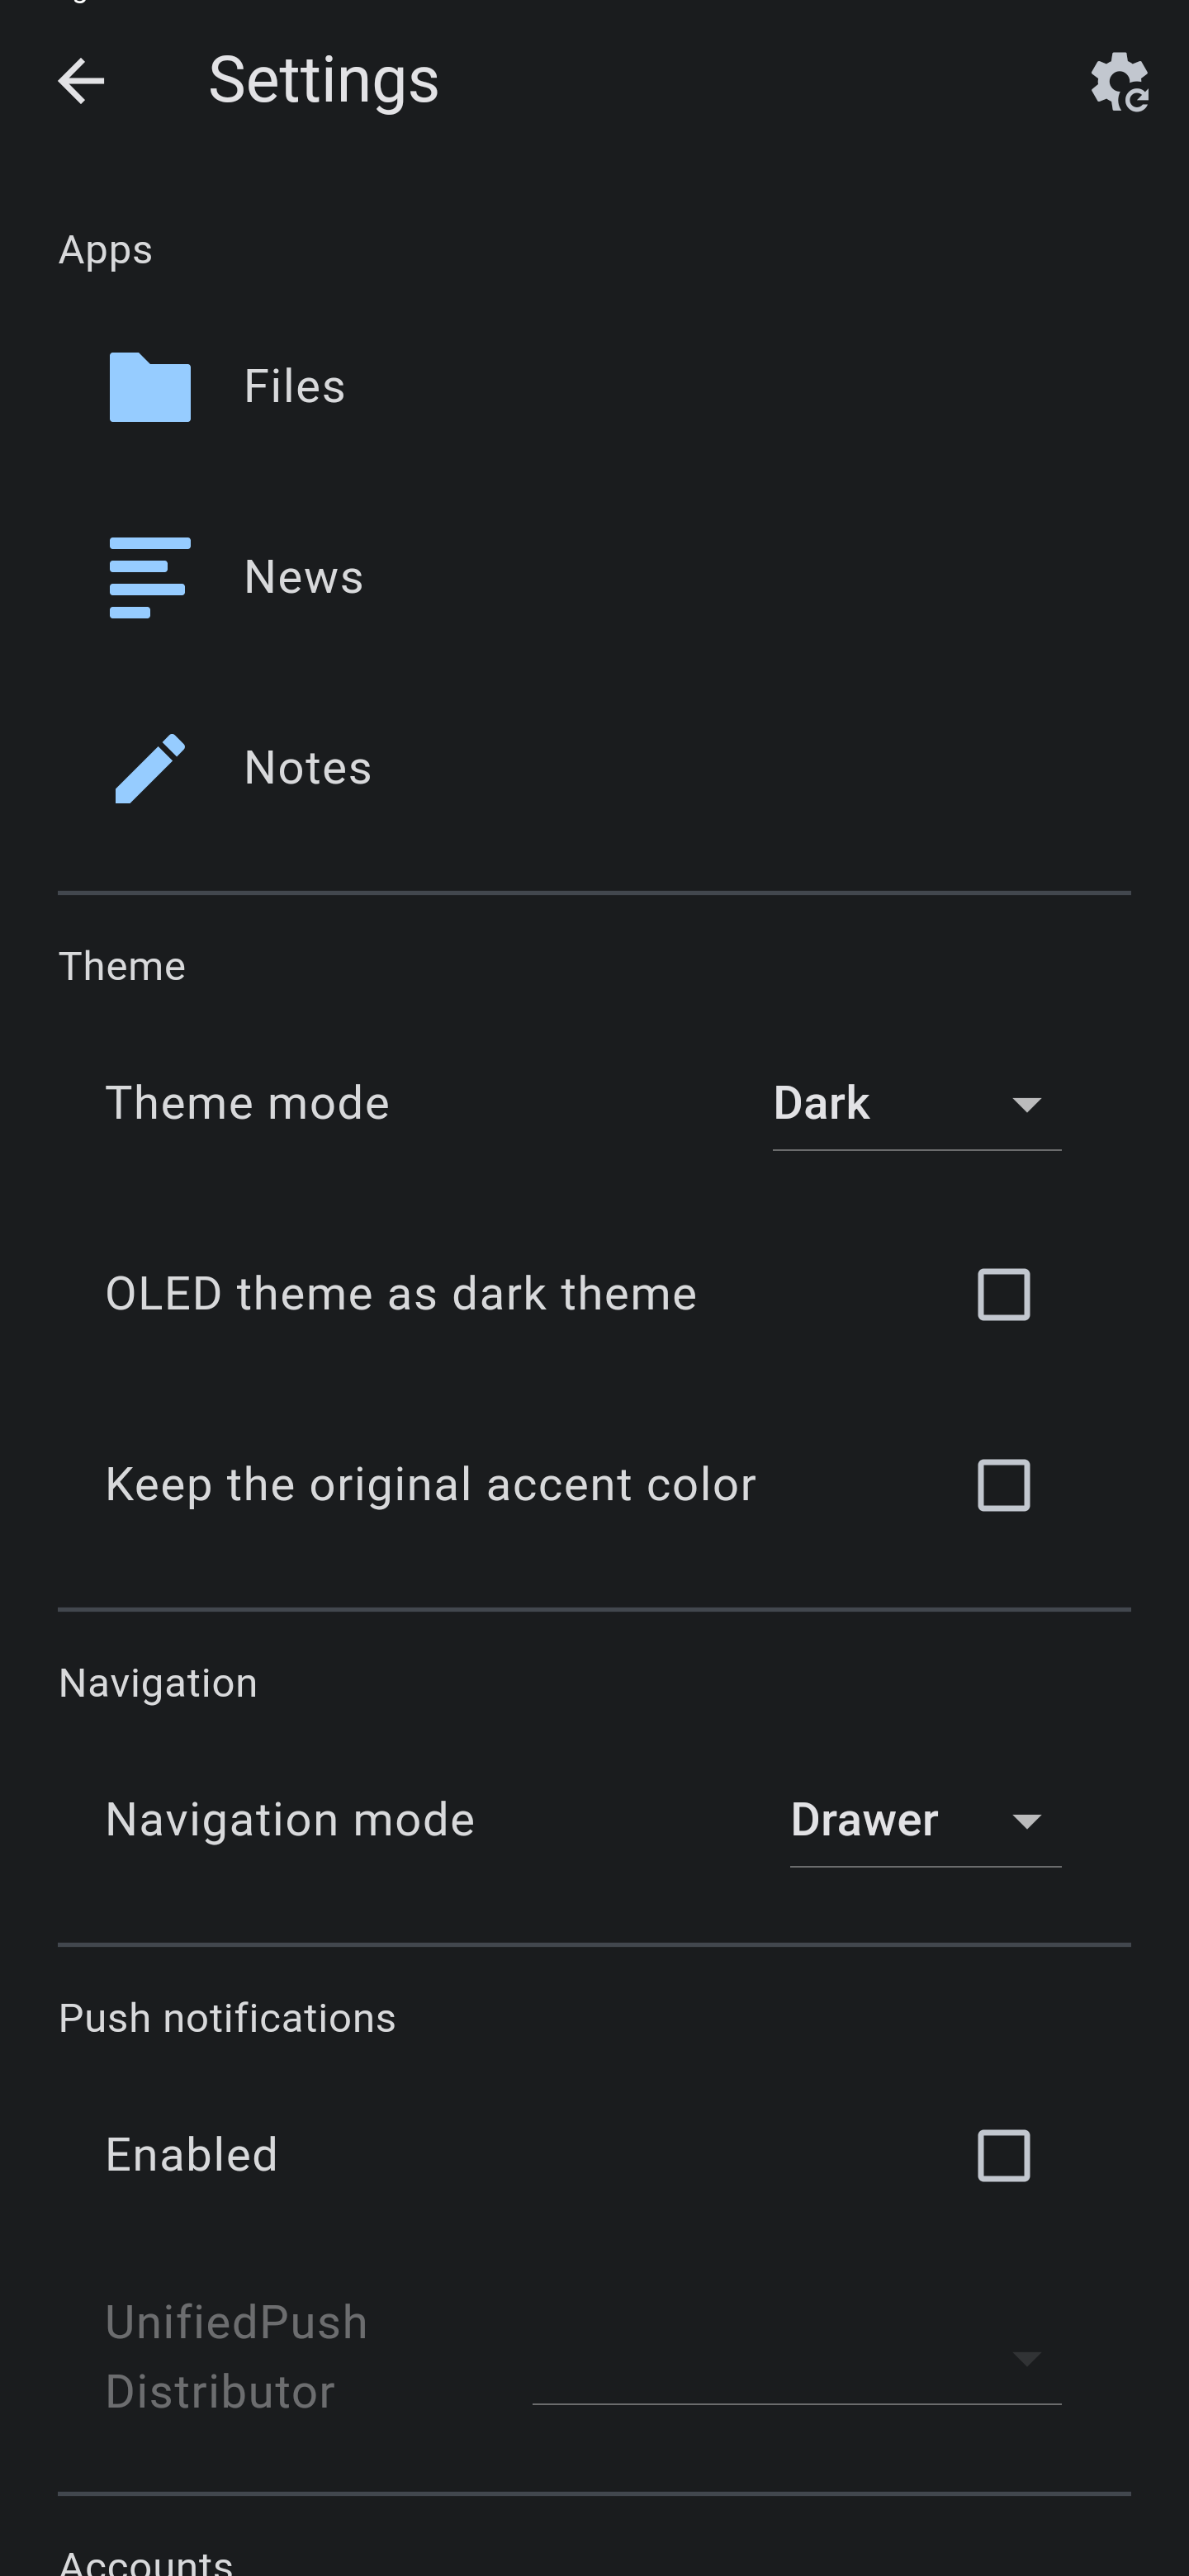 Settings
Apps
Files
News
Notes
Theme
Theme mode
Dark
OLED theme as dark theme
Keep the original accent color
Navigation
Navigation mode
Drawer
Push notifications
Enabled
UnifiedPush
Distributor
Accounts